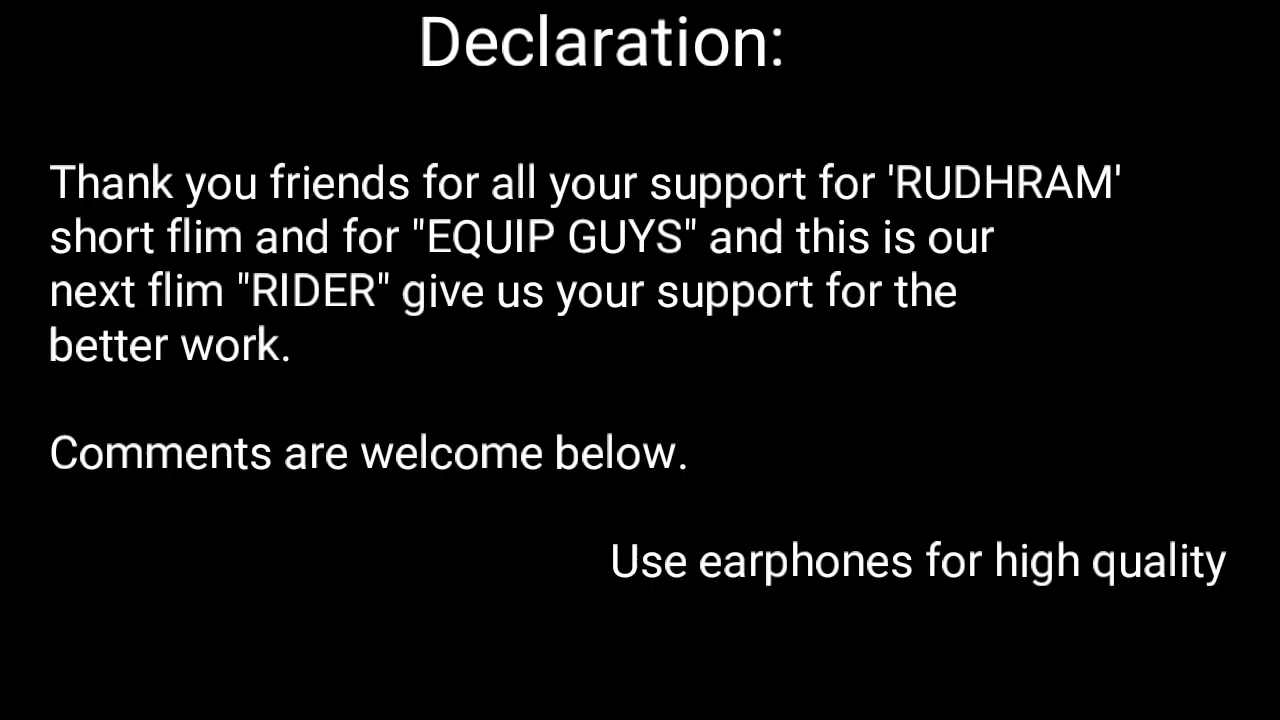 Declaration:
Thank you friends for all your support for 'RUDHRAM'
short flim and for "EQUIP GUYS" and this is our
next flim "RIDER" give us your support for the
better work.
Comments are welcome below.
Use earphones for high quality